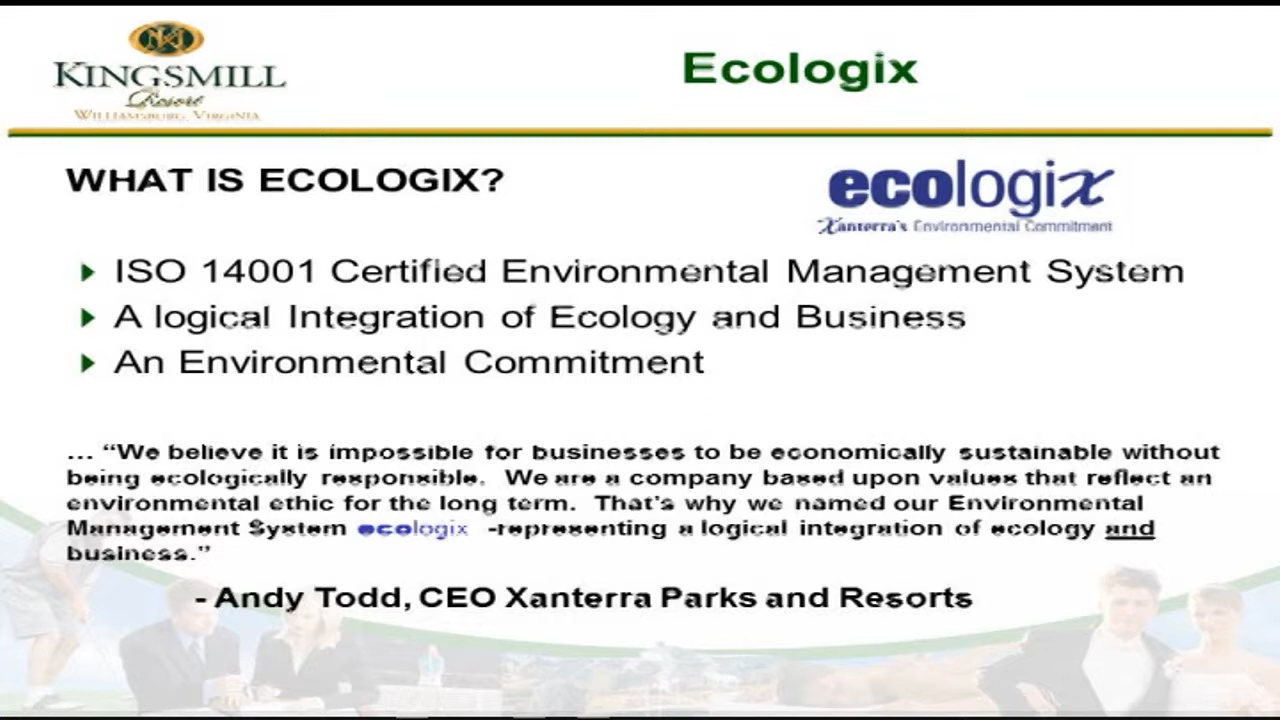 KINGSMILL
Resort
WILLIAMSBURG, VIRGINIA
Ecologix
WHAT IS ECOLOGIX?
ecologix
Xanterra's Environmental Commitment
ISO 14001 Certified Environmental Management System
A logical Integration of Ecology and Business
An Environmental Commitment
... “We believe it is impossible for businesses to be economically sustainable without
being ecologically responsible. We are a company based upon values that reflect an
environmental ethic for the long term. That's why we named our Environmental
Management System ecologix -representing a logical integration of ecology and
business.”
- Andy Todd, CEO Xanterra Parks and Resorts